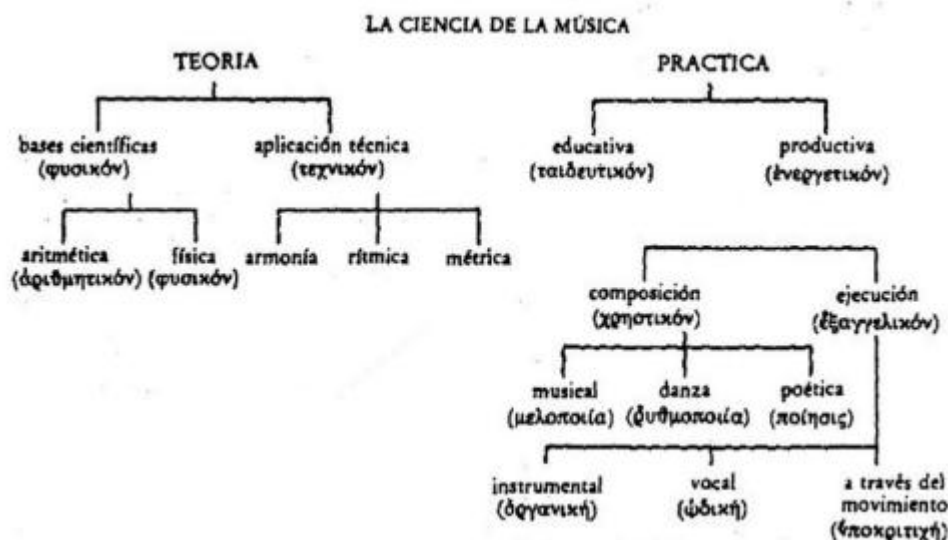 LA CIENCIA DE LA MÚSICA
TEORIA
PRACTICA
bases científicas
(φυσικόν)
aplicación técnica
(τεχνικόν)
educativa
(ταιδευτικόν)
productiva
(ἐνεργετικόν)
aritmética
(ἀριθμητικόν)
física
(φυσικόν)
armonía
rítmica
métrica
composición
(χρηστικόν)
ejecución
(ἐξαγγελικόν)
musical
(μελοποιία)
danza
(ῥυθμοποιία)
poética
(ποίησις)
instrumental
(ὀργανική)
vocal
(ᾠδική)
a través del
movimiento
(ὑποκριτιχή)